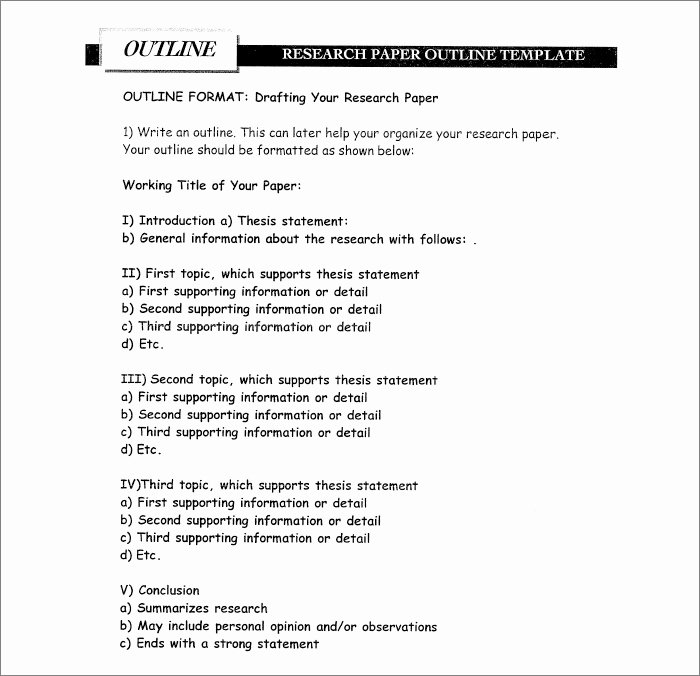 OUTLINE
RESEARCH PAPER OUTLINE TEMPLATE
OUTLINE FORMAT: Drafting Your Research Paper
1) Write an outline. This can later help your organize your research paper.
Your outline should be formatted as shown below:
Working Title of Your Paper:
I) Introduction a) Thesis statement:
b) General information about the research with follows: .
II) First topic, which supports thesis statement
a) First supporting information or detail
b) Second supporting information or detail
c) Third supporting information or detail
d) Etc.
III) Second topic, which supports thesis statement
a) First supporting information or detail
b) Second supporting information or detail
c) Third supporting information or detail
d) Etc.
IV)Third topic, which supports thesis statement
a) First supporting information or detail
b) Second supporting information or detail
c) Third supporting information or detail
d) Etc.
V) Conclusion
a) Summarizes research
b) May include personal opinion and/or observations
c) Ends with a strong statement